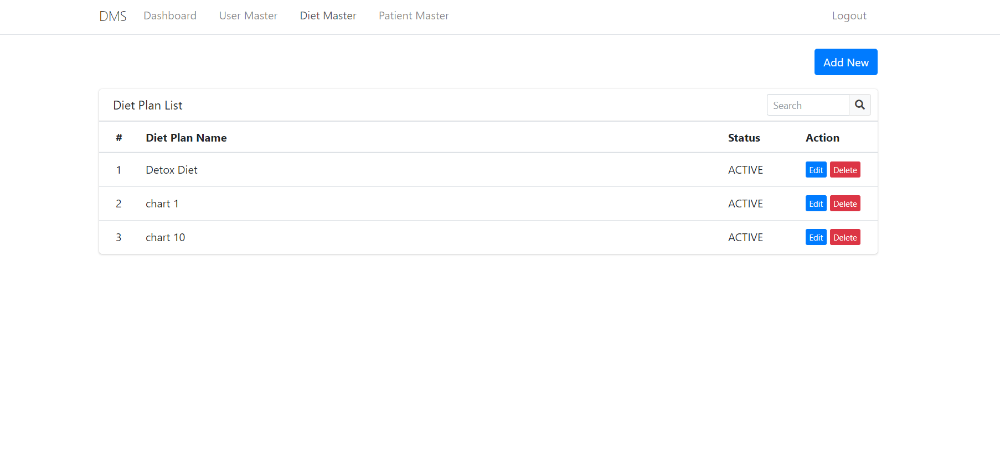 DMS Dashboard User Master Diet Master Patient Master Logout
Add New
Diet Plan List Search
# Diet Plan Name Status Action
1 Detox Diet ACTIVE Edit Delete
2 chart 1 ACTIVE Edit Delete
3 chart 10 ACTIVE Edit Delete